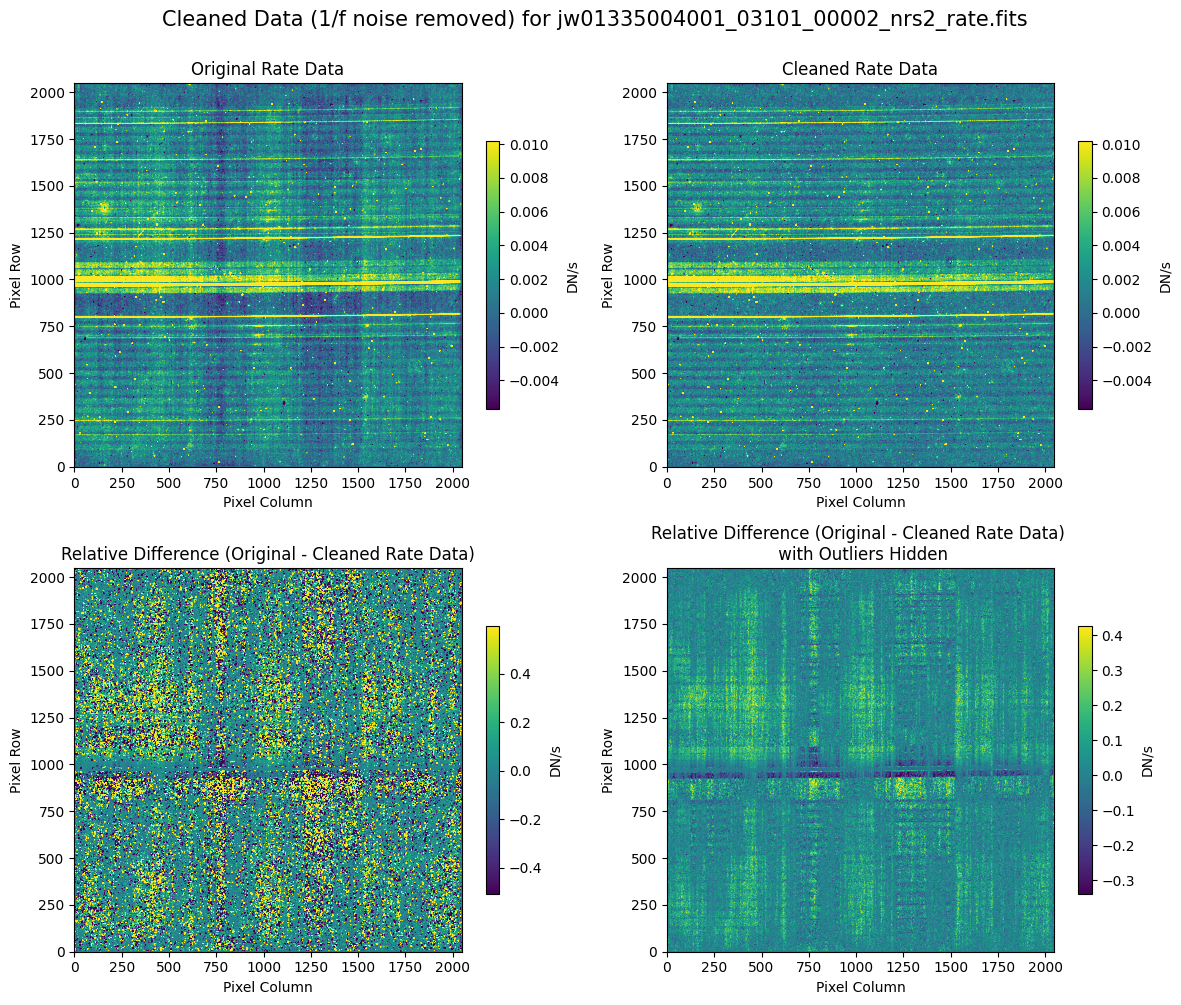 Cleaned Data (1/f noise removed) for jw01335004001_03101_00002_nrs2_rate.fits
Original Rate Data
2000
1750
1500
1250
1000
750
500
250
0
Pixel Row
0 250 500 750 1000 1250 1500 1750 2000
Pixel Column
0.010
0.008
0.006
0.004
0.002
0.000
−0.002
−0.004
DN/s
Cleaned Rate Data
2000
1750
1500
1250
1000
750
500
250
0
Pixel Row
0 250 500 750 1000 1250 1500 1750 2000
Pixel Column
0.010
0.008
0.006
0.004
0.002
0.000
−0.002
−0.004
DN/s
Relative Difference (Original - Cleaned Rate Data)
2000
1750
1500
1250
1000
750
500
250
0
Pixel Row
0 250 500 750 1000 1250 1500 1750 2000
Pixel Column
0.4
0.2
0.0
−0.2
−0.4
DN/s
Relative Difference (Original - Cleaned Rate Data)
with Outliers Hidden
2000
1750
1500
1250
1000
750
500
250
0
Pixel Row
0 250 500 750 1000 1250 1500 1750 2000
Pixel Column
0.4
0.3
0.2
0.1
0.0
−0.1
−0.2
−0.3
DN/s